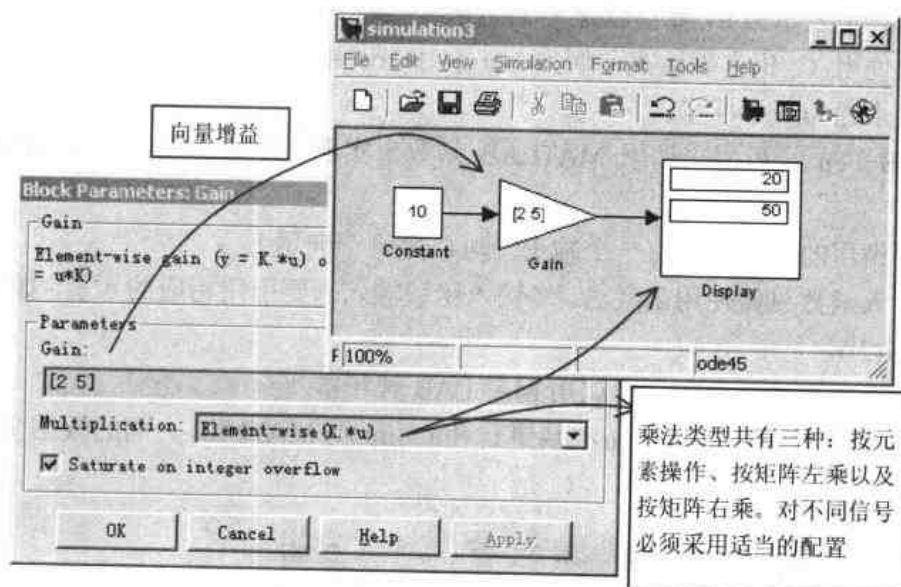 simulation3
File Edit View Simulation Format Tools Help
向量增益
10
Constant
[2 5]
Gain
20
50
Display
100%
ode45
Block Parameters: Gain
Gain
Element-wise gain (y = K.*u) o
= u*K)
Parameters
Gain:
[2 5]
Multiplication: Element-wise(K.*u)
Saturate on integer overflow
OK Cancel Help Apply
乘法类型共有三种：按元
素操作、按矩阵左乘以及
按矩阵右乘。对不同信号
必须采用适当的配置